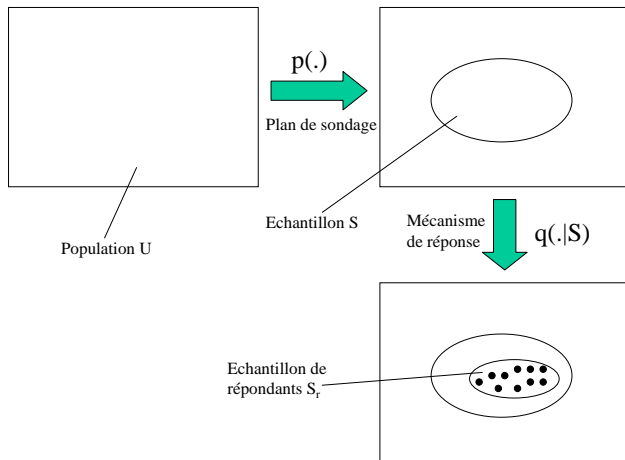 p(.)
Plan de sondage
Population U
Echantillon S
Mécanisme
de réponse
q(.|S)
Echantillon de
répondants Sᵣ